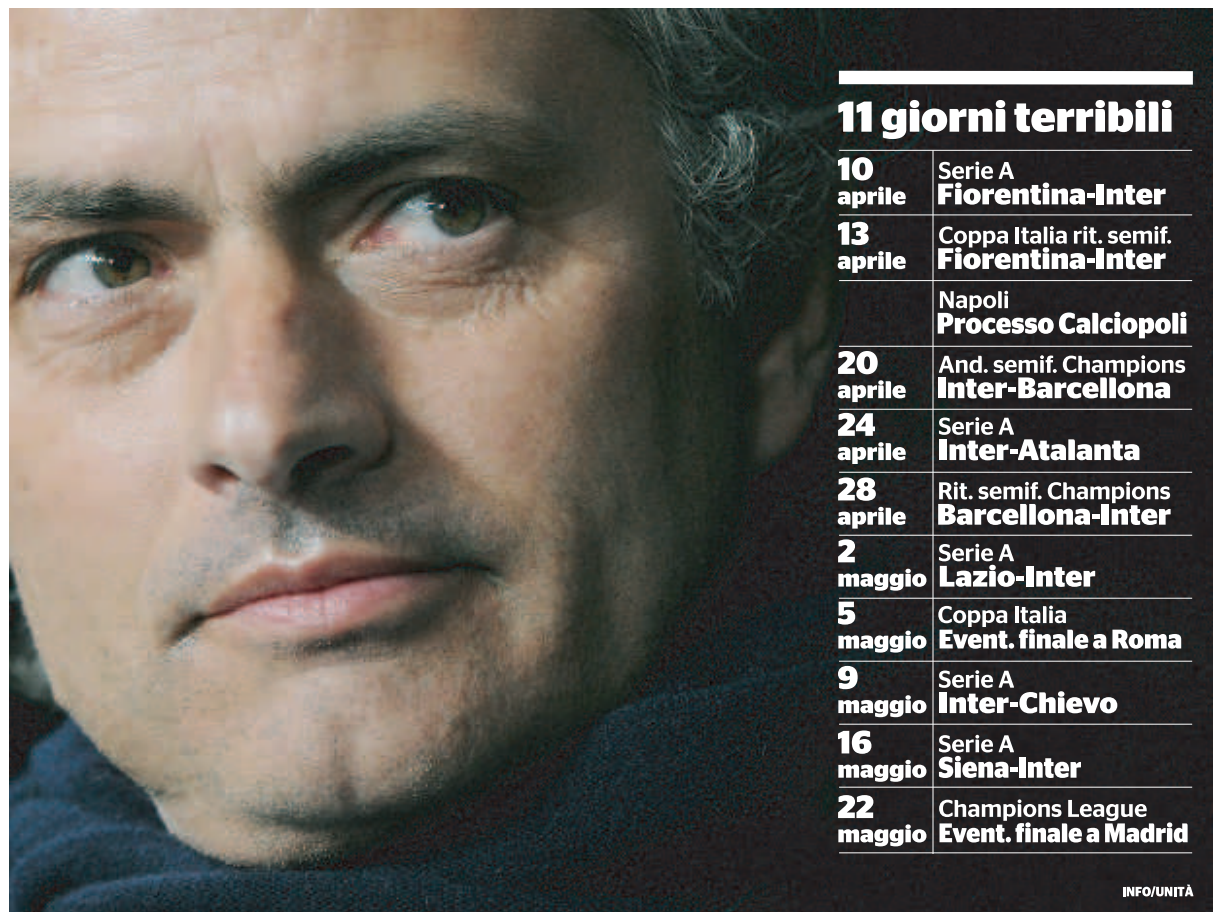 11 giorni terribili
10 aprile
Serie A
Fiorentina-Inter
13 aprile
Coppa Italia rit. semif.
Fiorentina-Inter
Napoli
Processo Calciopoli
20 aprile
And. semif. Champions
Inter-Barcellona
24 aprile
Serie A
Inter-Atalanta
28 aprile
Rit. semif. Champions
Barcellona-Inter
2 maggio
Serie A
Lazio-Inter
5 maggio
Coppa Italia
Event. finale a Roma
9 maggio
Serie A
Inter-Chievo
16 maggio
Serie A
Siena-Inter
22 maggio
Champions League
Event. finale a Madrid
INFO/UNITÀ